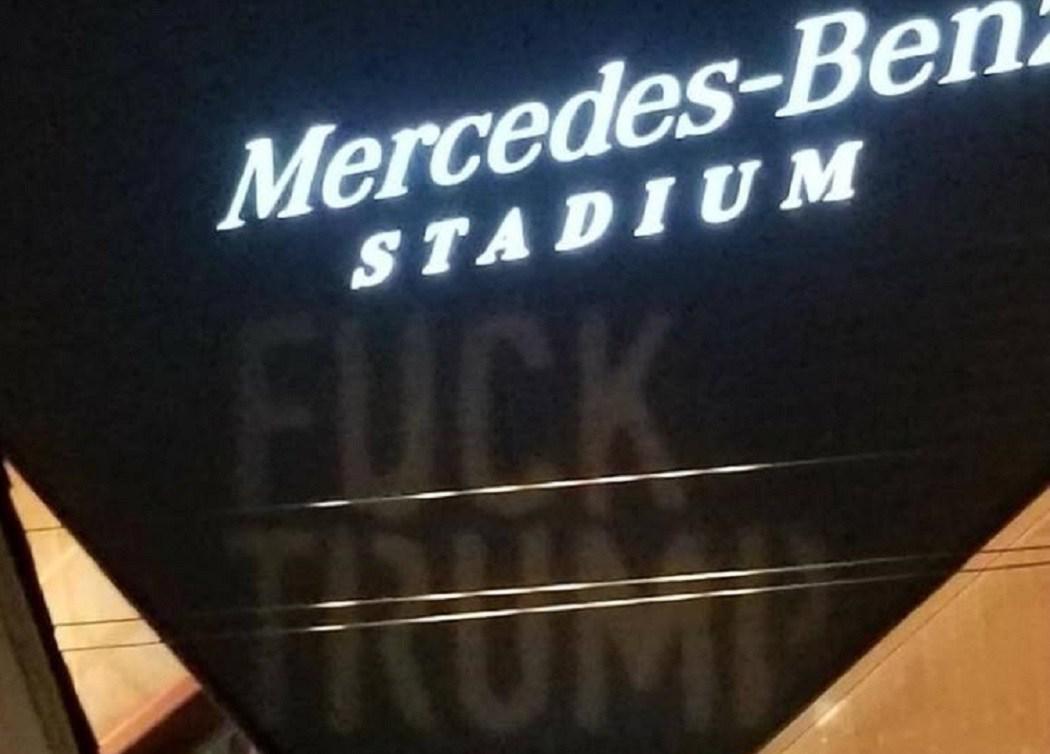 Mercedes-Benz
STADIUM
FUCK
TRUMP